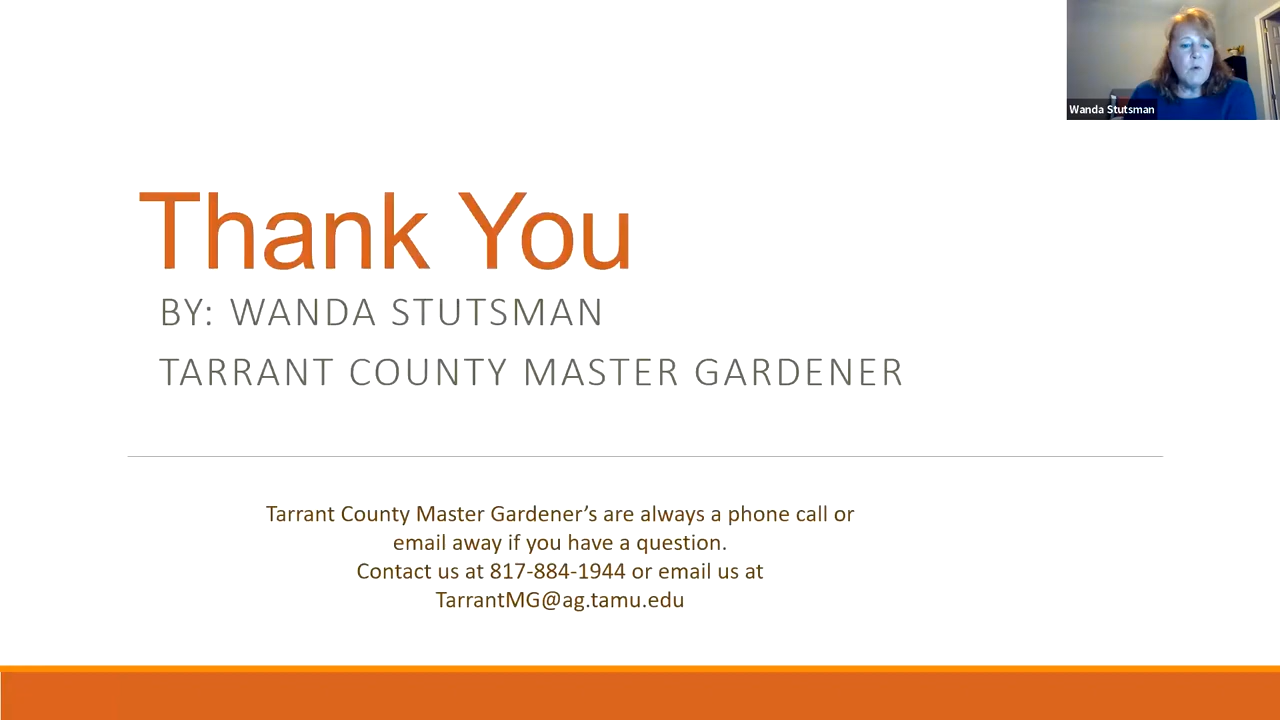 Wanda Stutsman
Thank You
BY: WANDA STUTSMAN
TARRANT COUNTY MASTER GARDENER
Tarrant County Master Gardener’s are always a phone call or
email away if you have a question.
Contact us at 817-884-1944 or email us at
TarrantMG@ag.tamu.edu